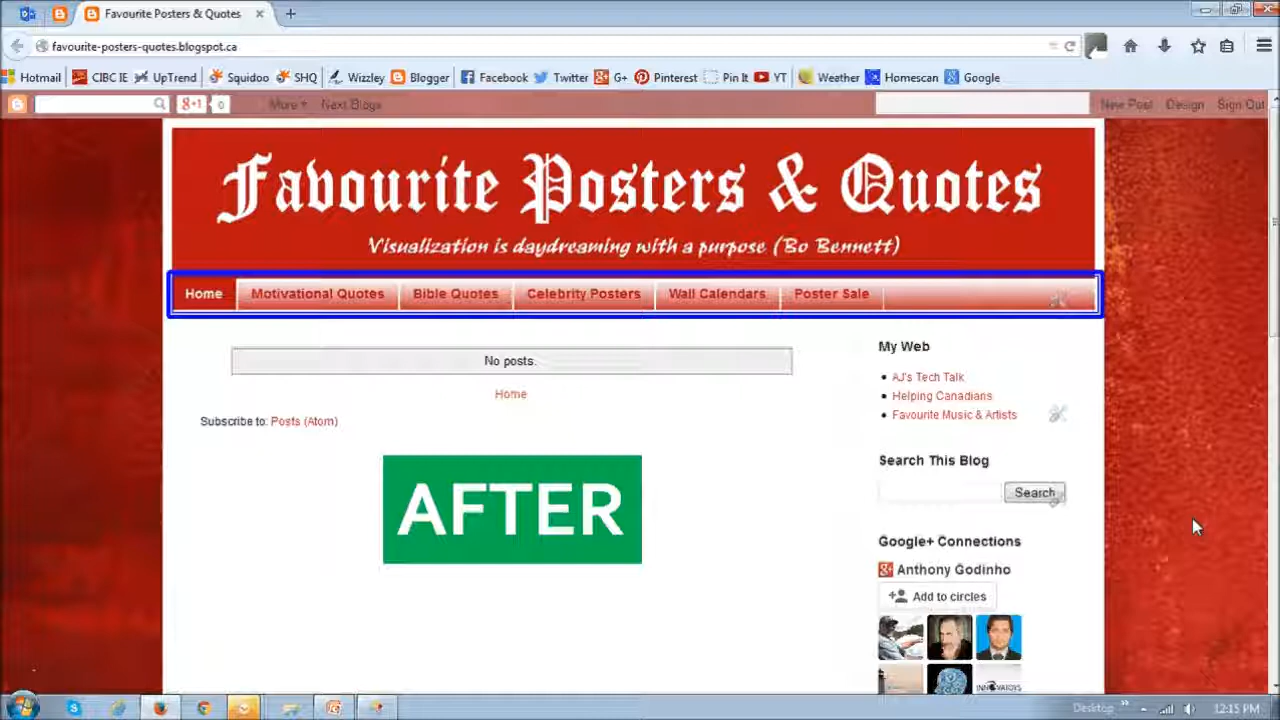 Favourite Posters & Quotes
favourite-posters-quotes.blogspot.ca
Hotmail CIBC IE UpTrend Squidoo SHQ Wizley Blogger Facebook Twitter G+ Pinterest Pin It YT Weather Homescan Google
+1 0 More Next Blog» New Post Design Sign Out
Favourite Posters & Quotes
Visualization is daydreaming with a purpose (Bo Bennett)
Home Motivational Quotes Bible Quotes Celebrity Posters Wall Calendars Poster Sale
No posts.
Home
Subscribe to: Posts (Atom)
AFTER
My Web
AJ's Tech Talk
Helping Canadians
Favourite Music & Artists
Search This Blog
Search
Google+ Connections
Anthony Godinho
Add to circles
INNOVATOYS
Desktop 12:15 PM